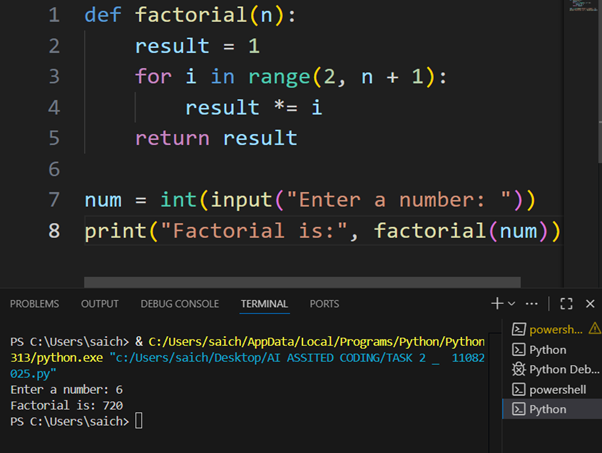 1 def factorial(n):
2     result = 1
3     for i in range(2, n + 1):
4         result *= i
5     return result
6
7 num = int(input("Enter a number: "))
8 print("Factorial is:", factorial(num))
PROBLEMS OUTPUT DEBUG CONSOLE TERMINAL PORTS
PS C:\Users\saich> & C:/Users/saich/AppData/Local/Programs/Python/Python
313/python.exe "c:/Users/saich/Desktop/AI ASSITED CODING/TASK 2 _  11082
025.py"
Enter a number: 6
Factorial is: 720
PS C:\Users\saich>
powersh...
Python
Python Deb...
powershell
Python